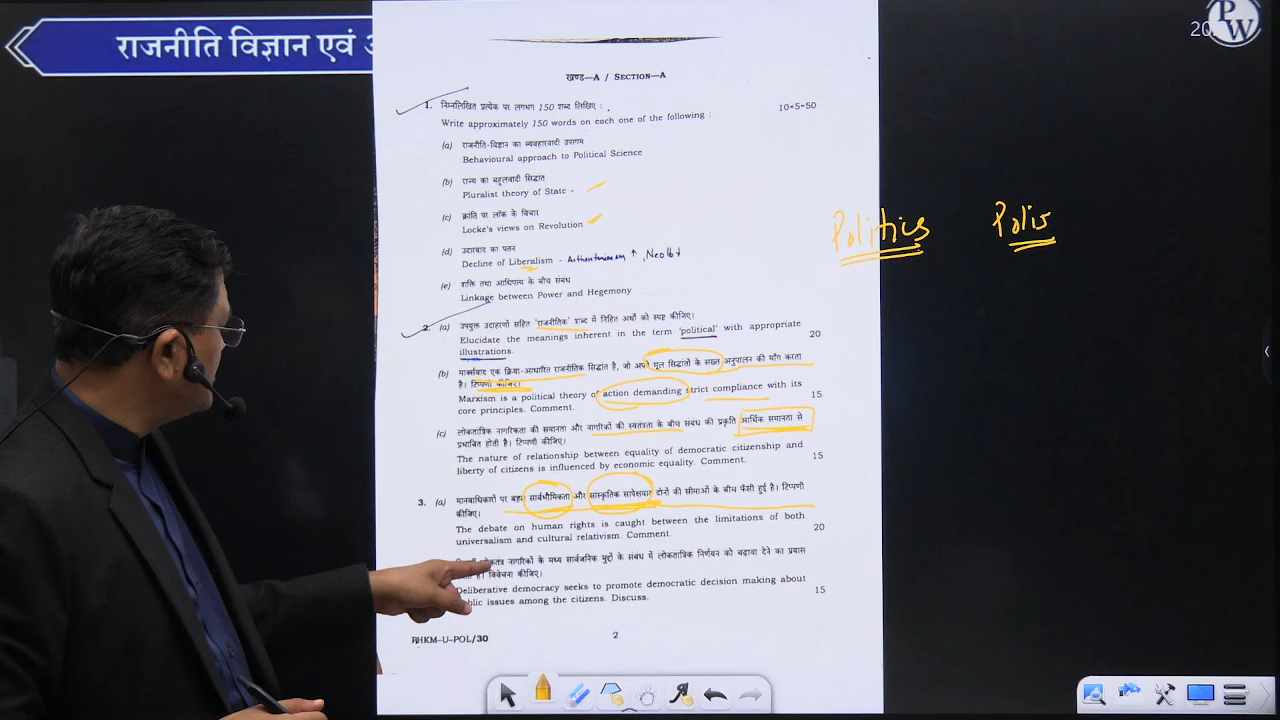 राजनीति विज्ञान एवं
20
PW
खण्ड—A / SECTION—A
1. निम्नलिखित प्रत्येक पर लगभग 150 शब्द लिखिए :
10×5=50
Write approximately 150 words on each one of the following :
(a) राजनीति-विज्ञान का व्यवहारवादी उपागम
Behavioural approach to Political Science
(b) राज्य का बहुलवादी सिद्धांत
Pluralist theory of State -
(c) क्रांति पर लॉक के विचार
Locke's views on Revolution
(d) उदारवाद का पतन
Decline of Liberalism -
(e) शक्ति तथा आधिपत्य के बीच संबंध
Linkage between Power and Hegemony
Politics Polis
2. (a) उपयुक्त उदाहरणों सहित 'राजनीतिक' शब्द में निहित अर्थों को स्पष्ट कीजिए।
Elucidate the meanings inherent in the term 'political' with appropriate
illustrations.
20
(b) मार्क्सवाद एक क्रिया-आधारित राजनीतिक सिद्धांत है, जो अपने मूल सिद्धांतों के सख्त अनुपालन की माँग करता
है। टिप्पणी कीजिए।
Marxism is a political theory of action demanding strict compliance with its
core principles. Comment.
15
(c) लोकतांत्रिक नागरिकता की समानता और नागरिकों की स्वतंत्रता के बीच संबंध की प्रकृति आर्थिक समानता से
प्रभावित होती है। टिप्पणी कीजिए।
The nature of relationship between equality of democratic citizenship and
liberty of citizens is influenced by economic equality. Comment.
15
3. (a) मानवाधिकारों पर बहस सार्वभौमिकता और सांस्कृतिक सापेक्षवाद दोनों की सीमाओं के बीच फँसी हुई है। टिप्पणी
कीजिए।
The debate on human rights is caught between the limitations of both
universalism and cultural relativism. Comment.
20
नागरिकों के मध्य सार्वजनिक मुद्दों के संबंध में लोकतांत्रिक निर्णयन को बढ़ावा देने का प्रयास
है। विवेचना कीजिए।
Deliberative democracy seeks to promote democratic decision making about
public issues among the citizens. Discuss.
15
RHKM-U-POL/30
2